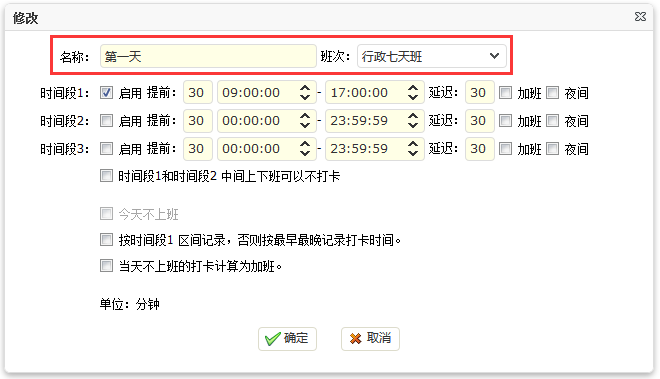 修改
名称： 第一天 班次： 行政七天班
时间段1： 启用 提前： 30 09:00:00 - 17:00:00 延迟： 30 加班 夜间
时间段2： 启用 提前： 30 00:00:00 - 23:59:59 延迟： 30 加班 夜间
时间段3： 启用 提前： 30 00:00:00 - 23:59:59 延迟： 30 加班 夜间
时间段1和时间段2 中间上下班可以不打卡
今天不上班
按时间段1 区间记录，否则按最早最晚记录打卡时间。
当天不上班的打卡计算为加班。
单位：分钟
确定 取消